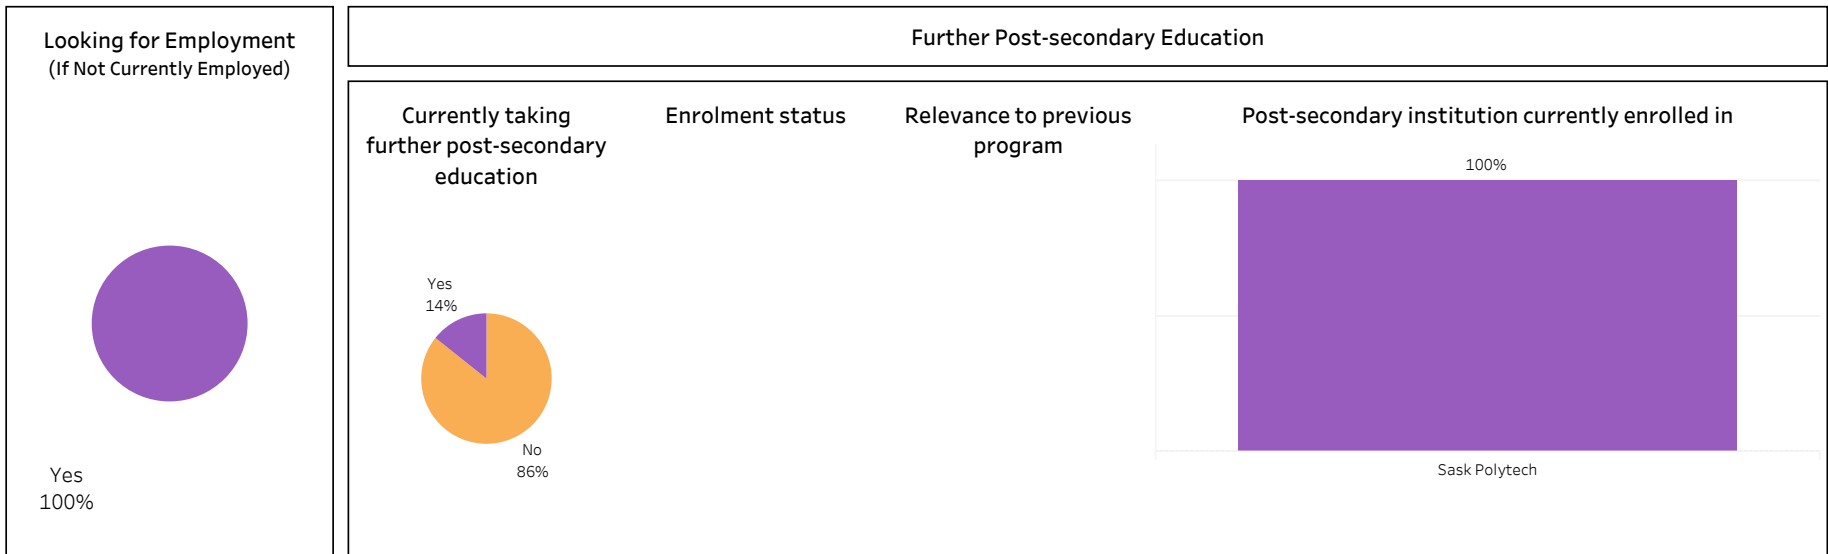 Looking for Employment
(If Not Currently Employed)
Yes
100%
Further Post-secondary Education
Currently taking
further post-secondary
education
Yes
14%
No
86%
Enrolment status
Relevance to previous
program
Post-secondary institution currently enrolled in
100%
Sask Polytech